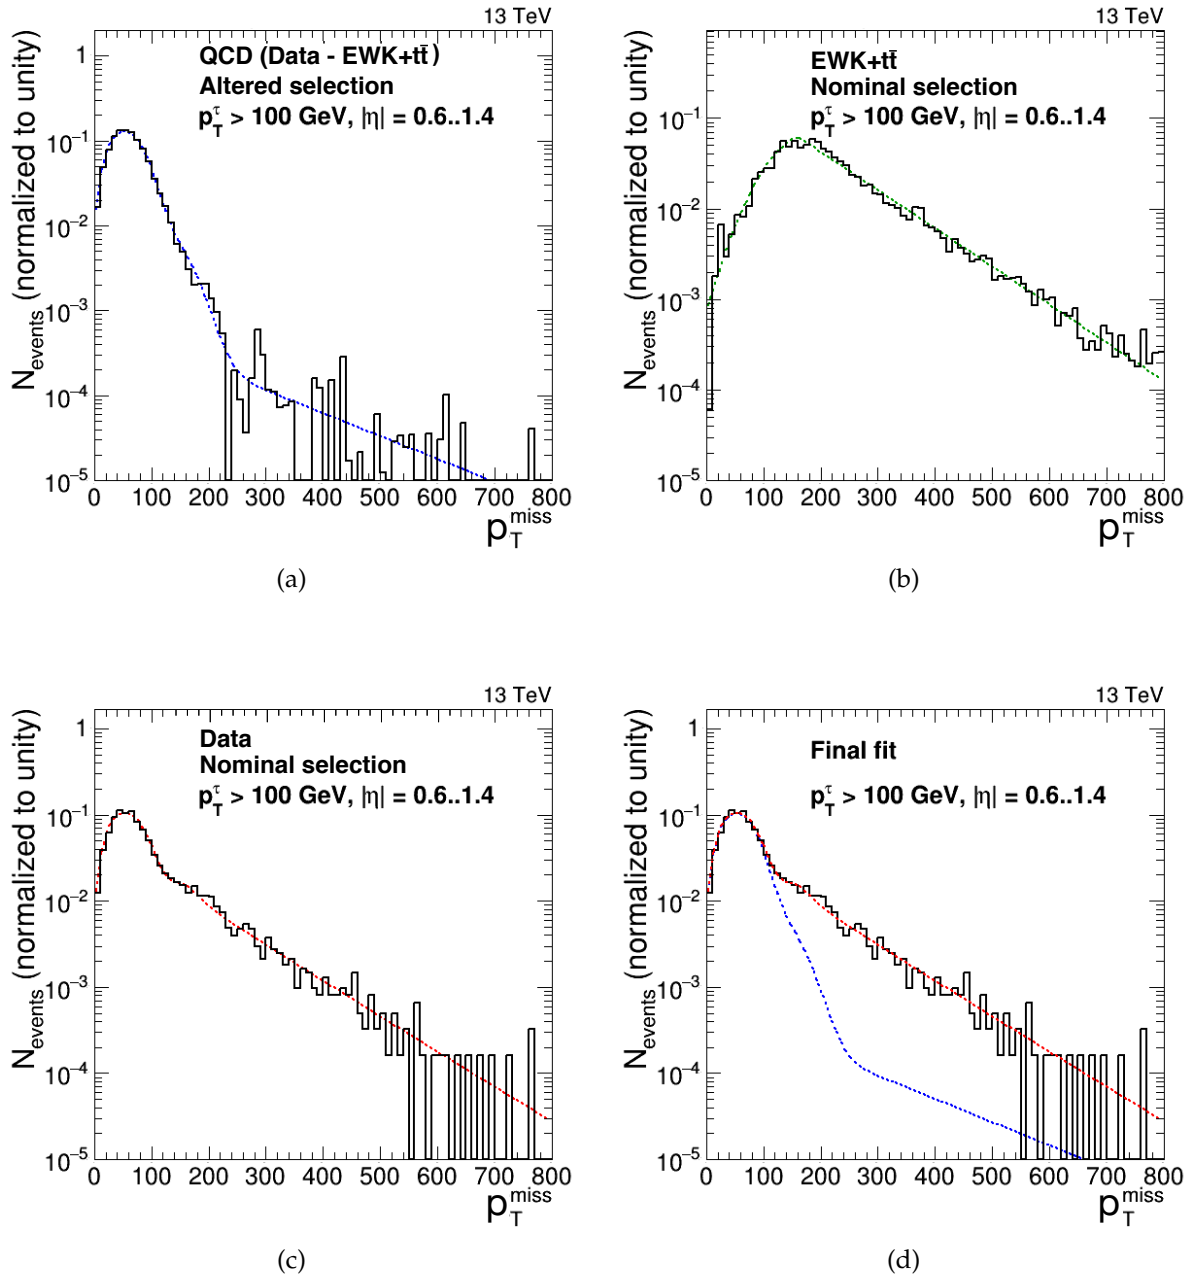 13 TeV
N_events (normalized to unity)
QCD (Data - EWK+tt̄)
Altered selection
p_T^τ > 100 GeV, |η| = 0.6..1.4
1
10⁻¹
10⁻²
10⁻³
10⁻⁴
10⁻⁵
0 100 200 300 400 500 600 700 800
p_T^miss
(a)
13 TeV
N_events (normalized to unity)
EWK+tt̄
Nominal selection
p_T^τ > 100 GeV, |η| = 0.6..1.4
1
10⁻¹
10⁻²
10⁻³
10⁻⁴
10⁻⁵
0 100 200 300 400 500 600 700 800
p_T^miss
(b)
13 TeV
N_events (normalized to unity)
Data
Nominal selection
p_T^τ > 100 GeV, |η| = 0.6..1.4
1
10⁻¹
10⁻²
10⁻³
10⁻⁴
10⁻⁵
0 100 200 300 400 500 600 700 800
p_T^miss
(c)
13 TeV
N_events (normalized to unity)
Final fit
p_T^τ > 100 GeV, |η| = 0.6..1.4
1
10⁻¹
10⁻²
10⁻³
10⁻⁴
10⁻⁵
0 100 200 300 400 500 600 700 800
p_T^miss
(d)